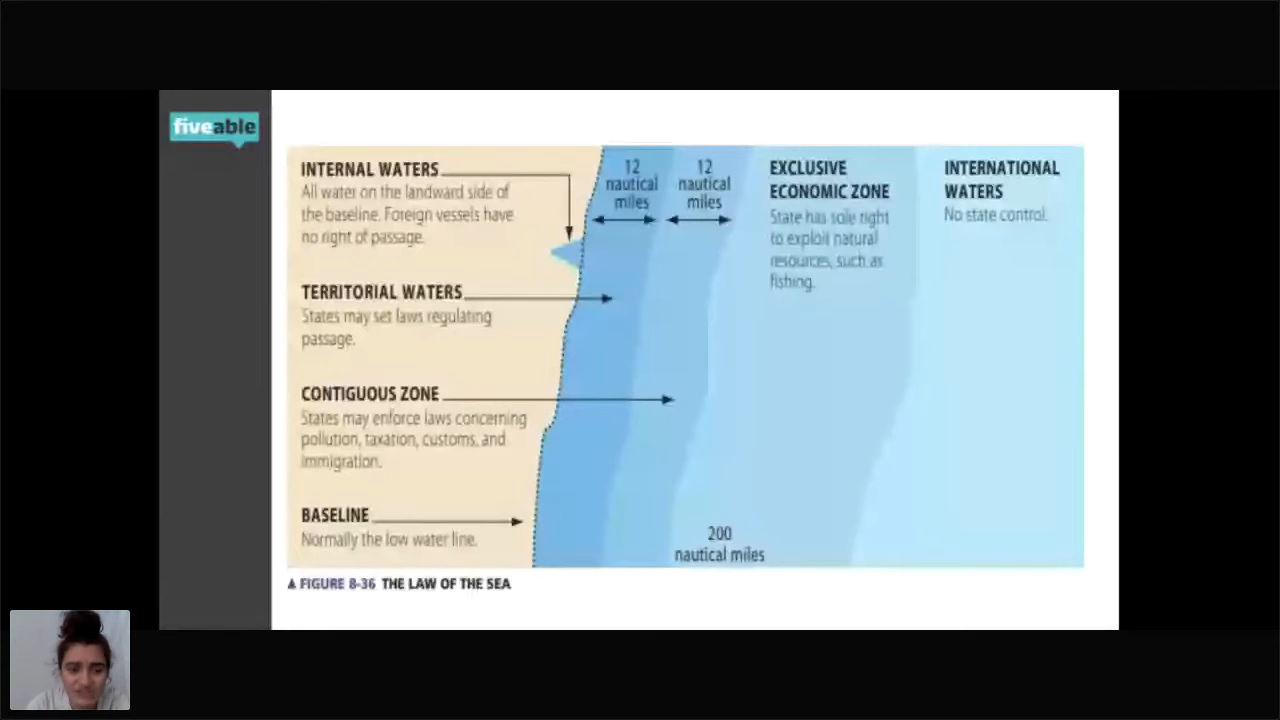 fiveable
INTERNAL WATERS
All water on the landward side of
the baseline. Foreign vessels have
no right of passage.
TERRITORIAL WATERS
States may set laws regulating
passage.
CONTIGUOUS ZONE
States may enforce laws concerning
pollution, taxation, customs, and
immigration.
BASELINE
Normally the low water line.
12
nautical
miles
12
nautical
miles
EXCLUSIVE
ECONOMIC ZONE
State has sole right
to exploit natural
resources, such as
fishing.
INTERNATIONAL
WATERS
No state control.
200
nautical miles
▲ FIGURE 8-36 THE LAW OF THE SEA